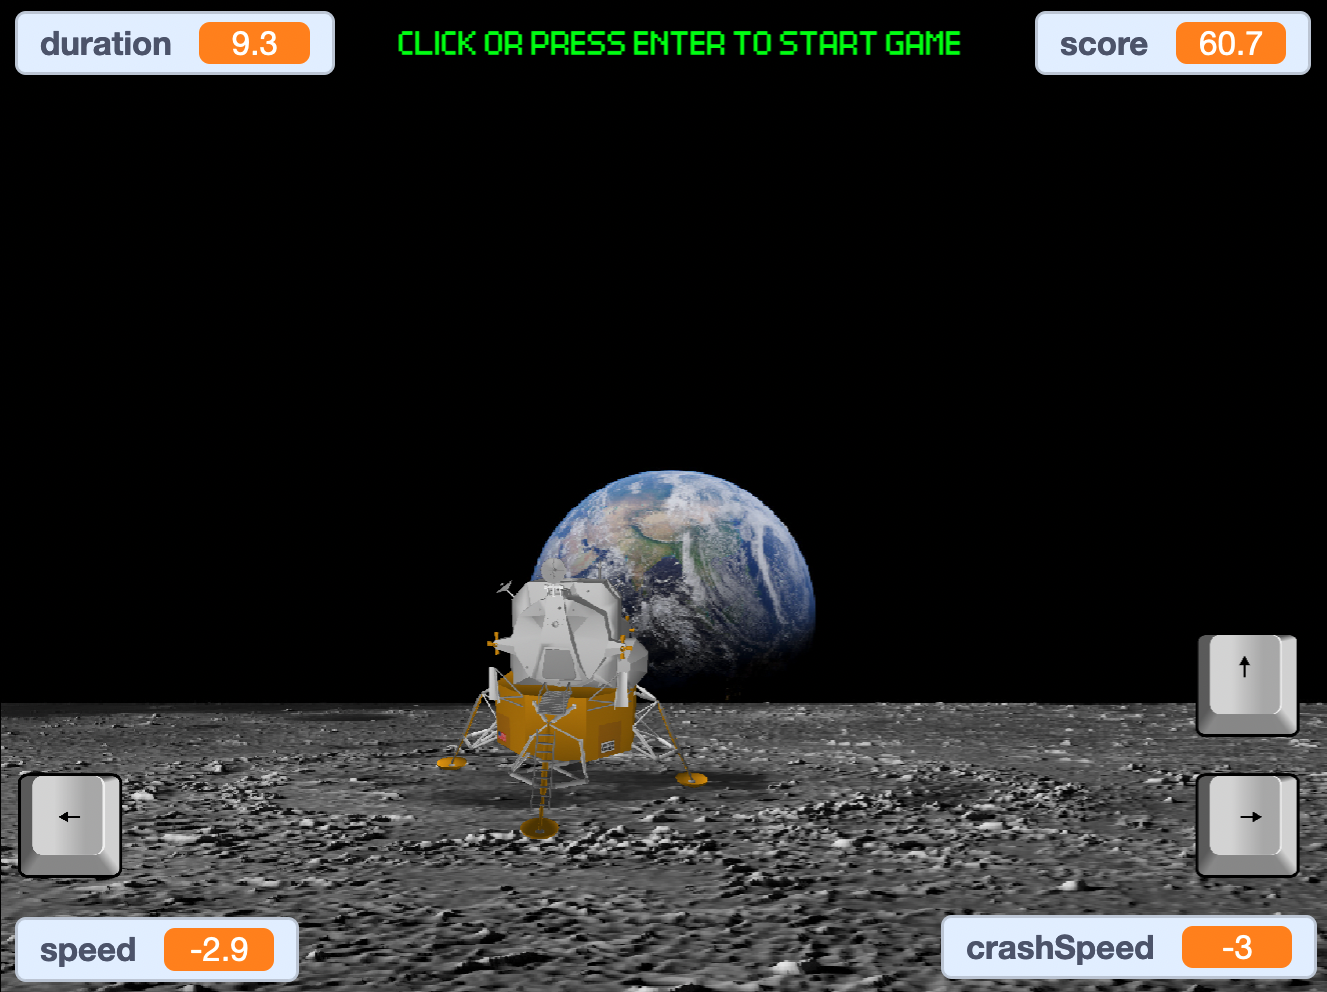 duration 9.3
CLICK OR PRESS ENTER TO START GAME
score 60.7
↑
←
→
speed -2.9
crashSpeed -3